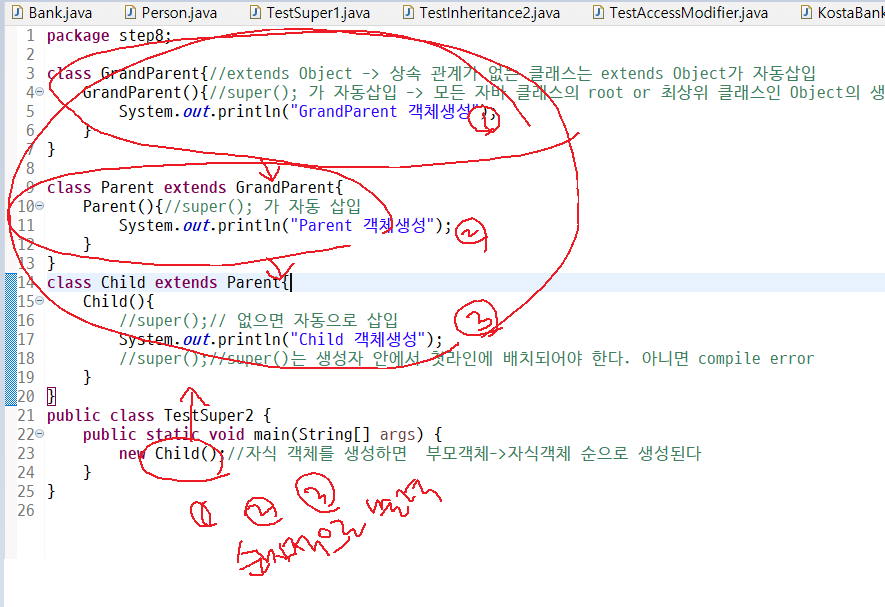 Bank.java Person.java TestSuper1.java TestInheritance2.java TestAccessModifier.java KostaBank
1 package step8;
2
3 class GrandParent{//extends Object -> 상속 관계가 없는 클래스는 extends Object가 자동삽입
4 GrandParent(){//super(); 가 자동삽입 -> 모든 자바 클래스의 root or 최상위 클래스인 Object의 생
5 System.out.println("GrandParent 객체생성"); ①
6 }
7 }
8
9 class Parent extends GrandParent{
10 Parent(){//super(); 가 자동 삽입
11 System.out.println("Parent 객체생성"); ②
12 }
13 }
14 class Child extends Parent{
15 Child(){
16 //super();// 없으면 자동으로 삽입 ③
17 System.out.println("Child 객체생성");
18 //super();//super()는 생성자 안에서 첫라인에 배치되어야 한다. 아니면 compile error
19 }
20 }
21 public class TestSuper2 {
22 public static void main(String[] args) {
23 new Child();//자식 객체를 생성하면 부모객체->자식객체 순으로 생성된다
24 }
25 }
26
① ② ③